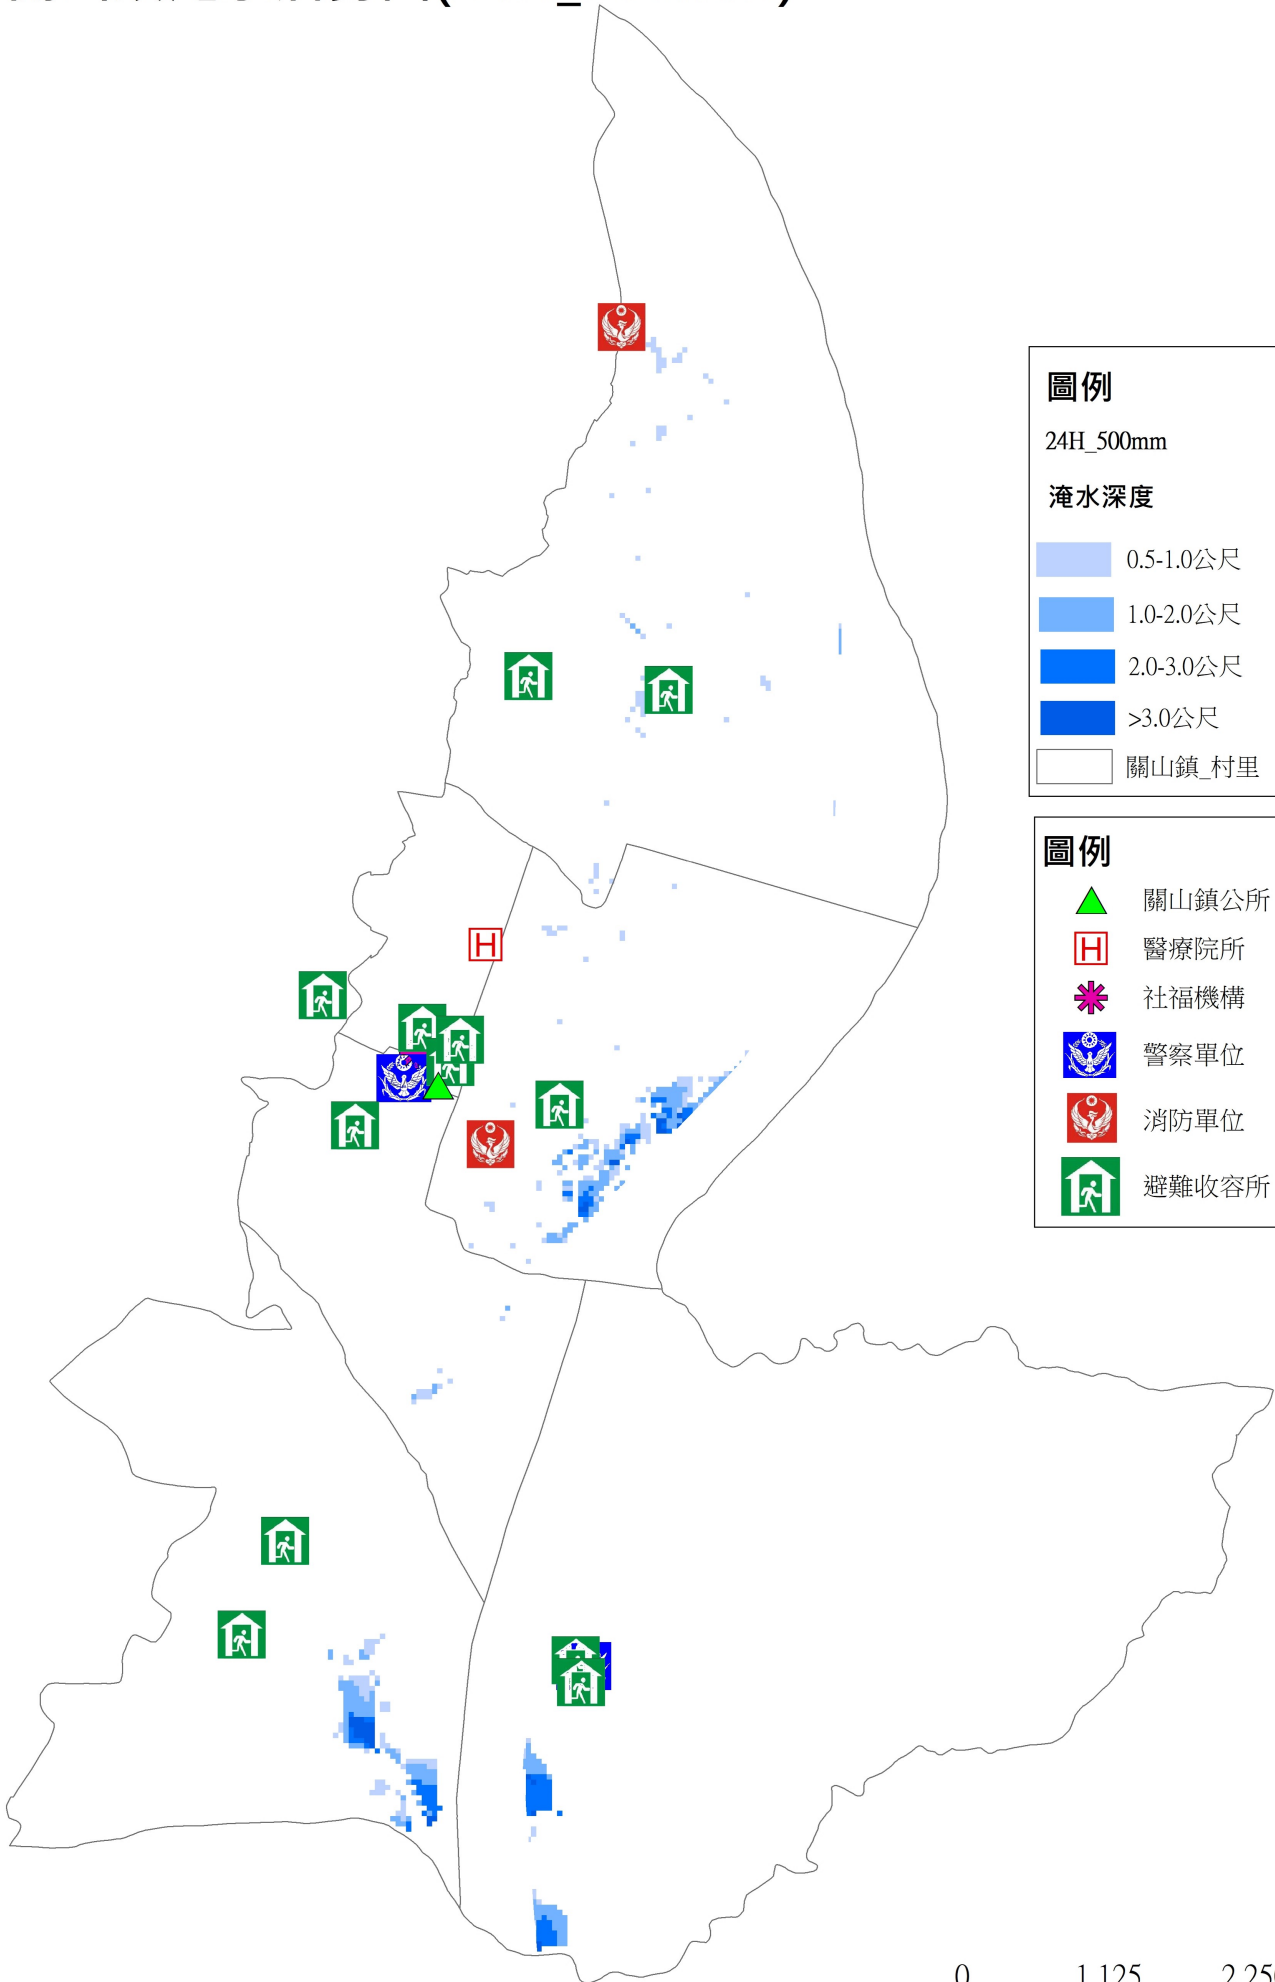 圖例
24H_500mm
淹水深度
0.5-1.0公尺
1.0-2.0公尺
2.0-3.0公尺
>3.0公尺
關山鎮_村里
圖例
關山鎮公所
H 醫療院所
社福機構
警察單位
消防單位
避難收容所
H
0 1,125